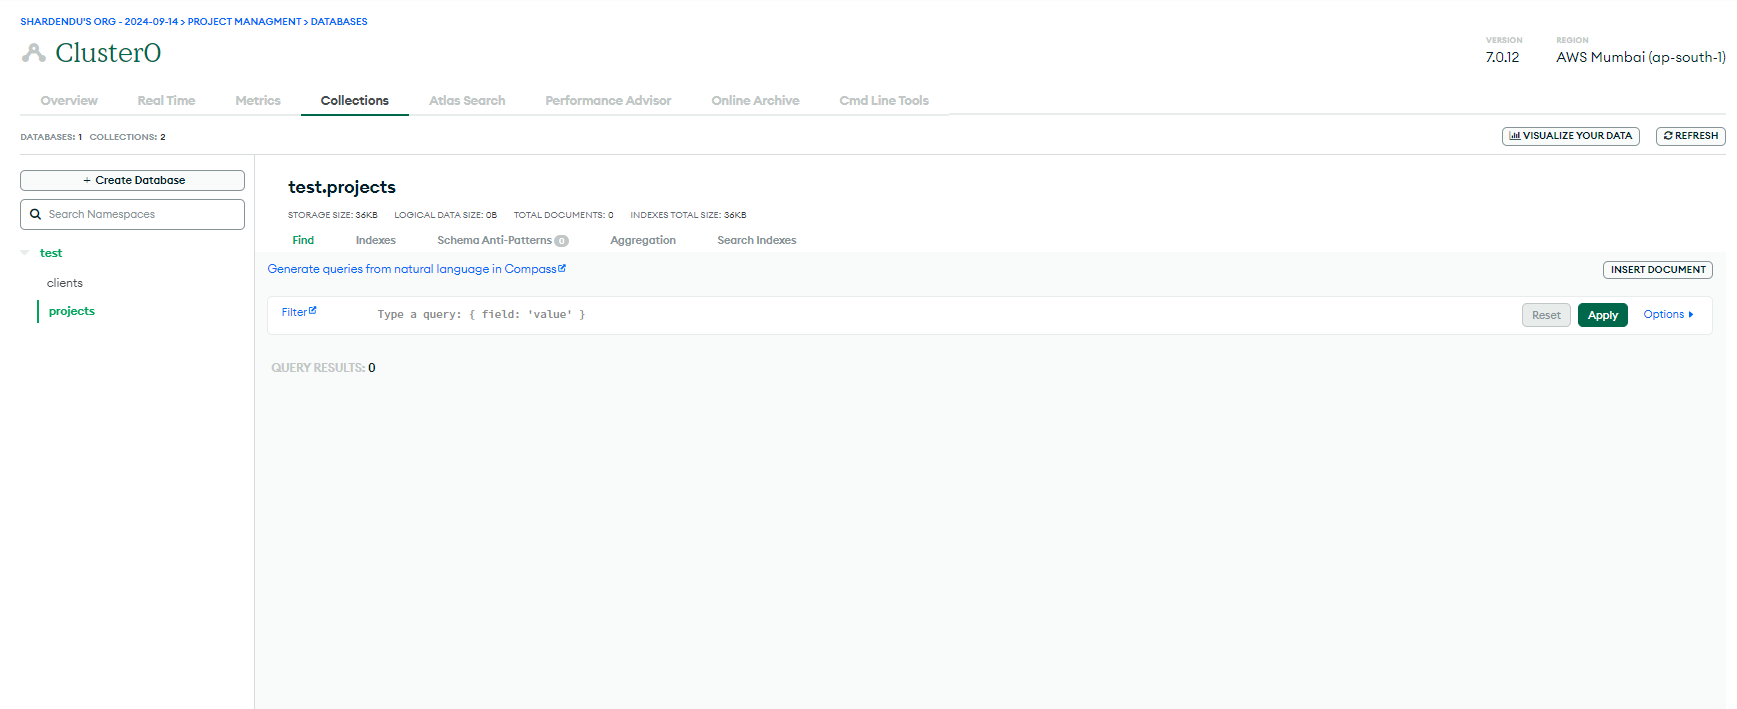 SHARDENDU'S ORG - 2024-09-14 > PROJECT MANAGMENT > DATABASES
Cluster0
VERSION
7.0.12
REGION
AWS Mumbai (ap-south-1)
Overview Real Time Metrics Collections Atlas Search Performance Advisor Online Archive Cmd Line Tools
DATABASES: 1 COLLECTIONS: 2
VISUALIZE YOUR DATA
REFRESH
+ Create Database
Search Namespaces
test
clients
projects
test.projects
STORAGE SIZE: 36KB LOGICAL DATA SIZE: 0B TOTAL DOCUMENTS: 0 INDEXES TOTAL SIZE: 36KB
Find Indexes Schema Anti-Patterns 0 Aggregation Search Indexes
Generate queries from natural language in Compass
INSERT DOCUMENT
Filter
Type a query: { field: 'value' }
Reset
Apply
Options
QUERY RESULTS: 0